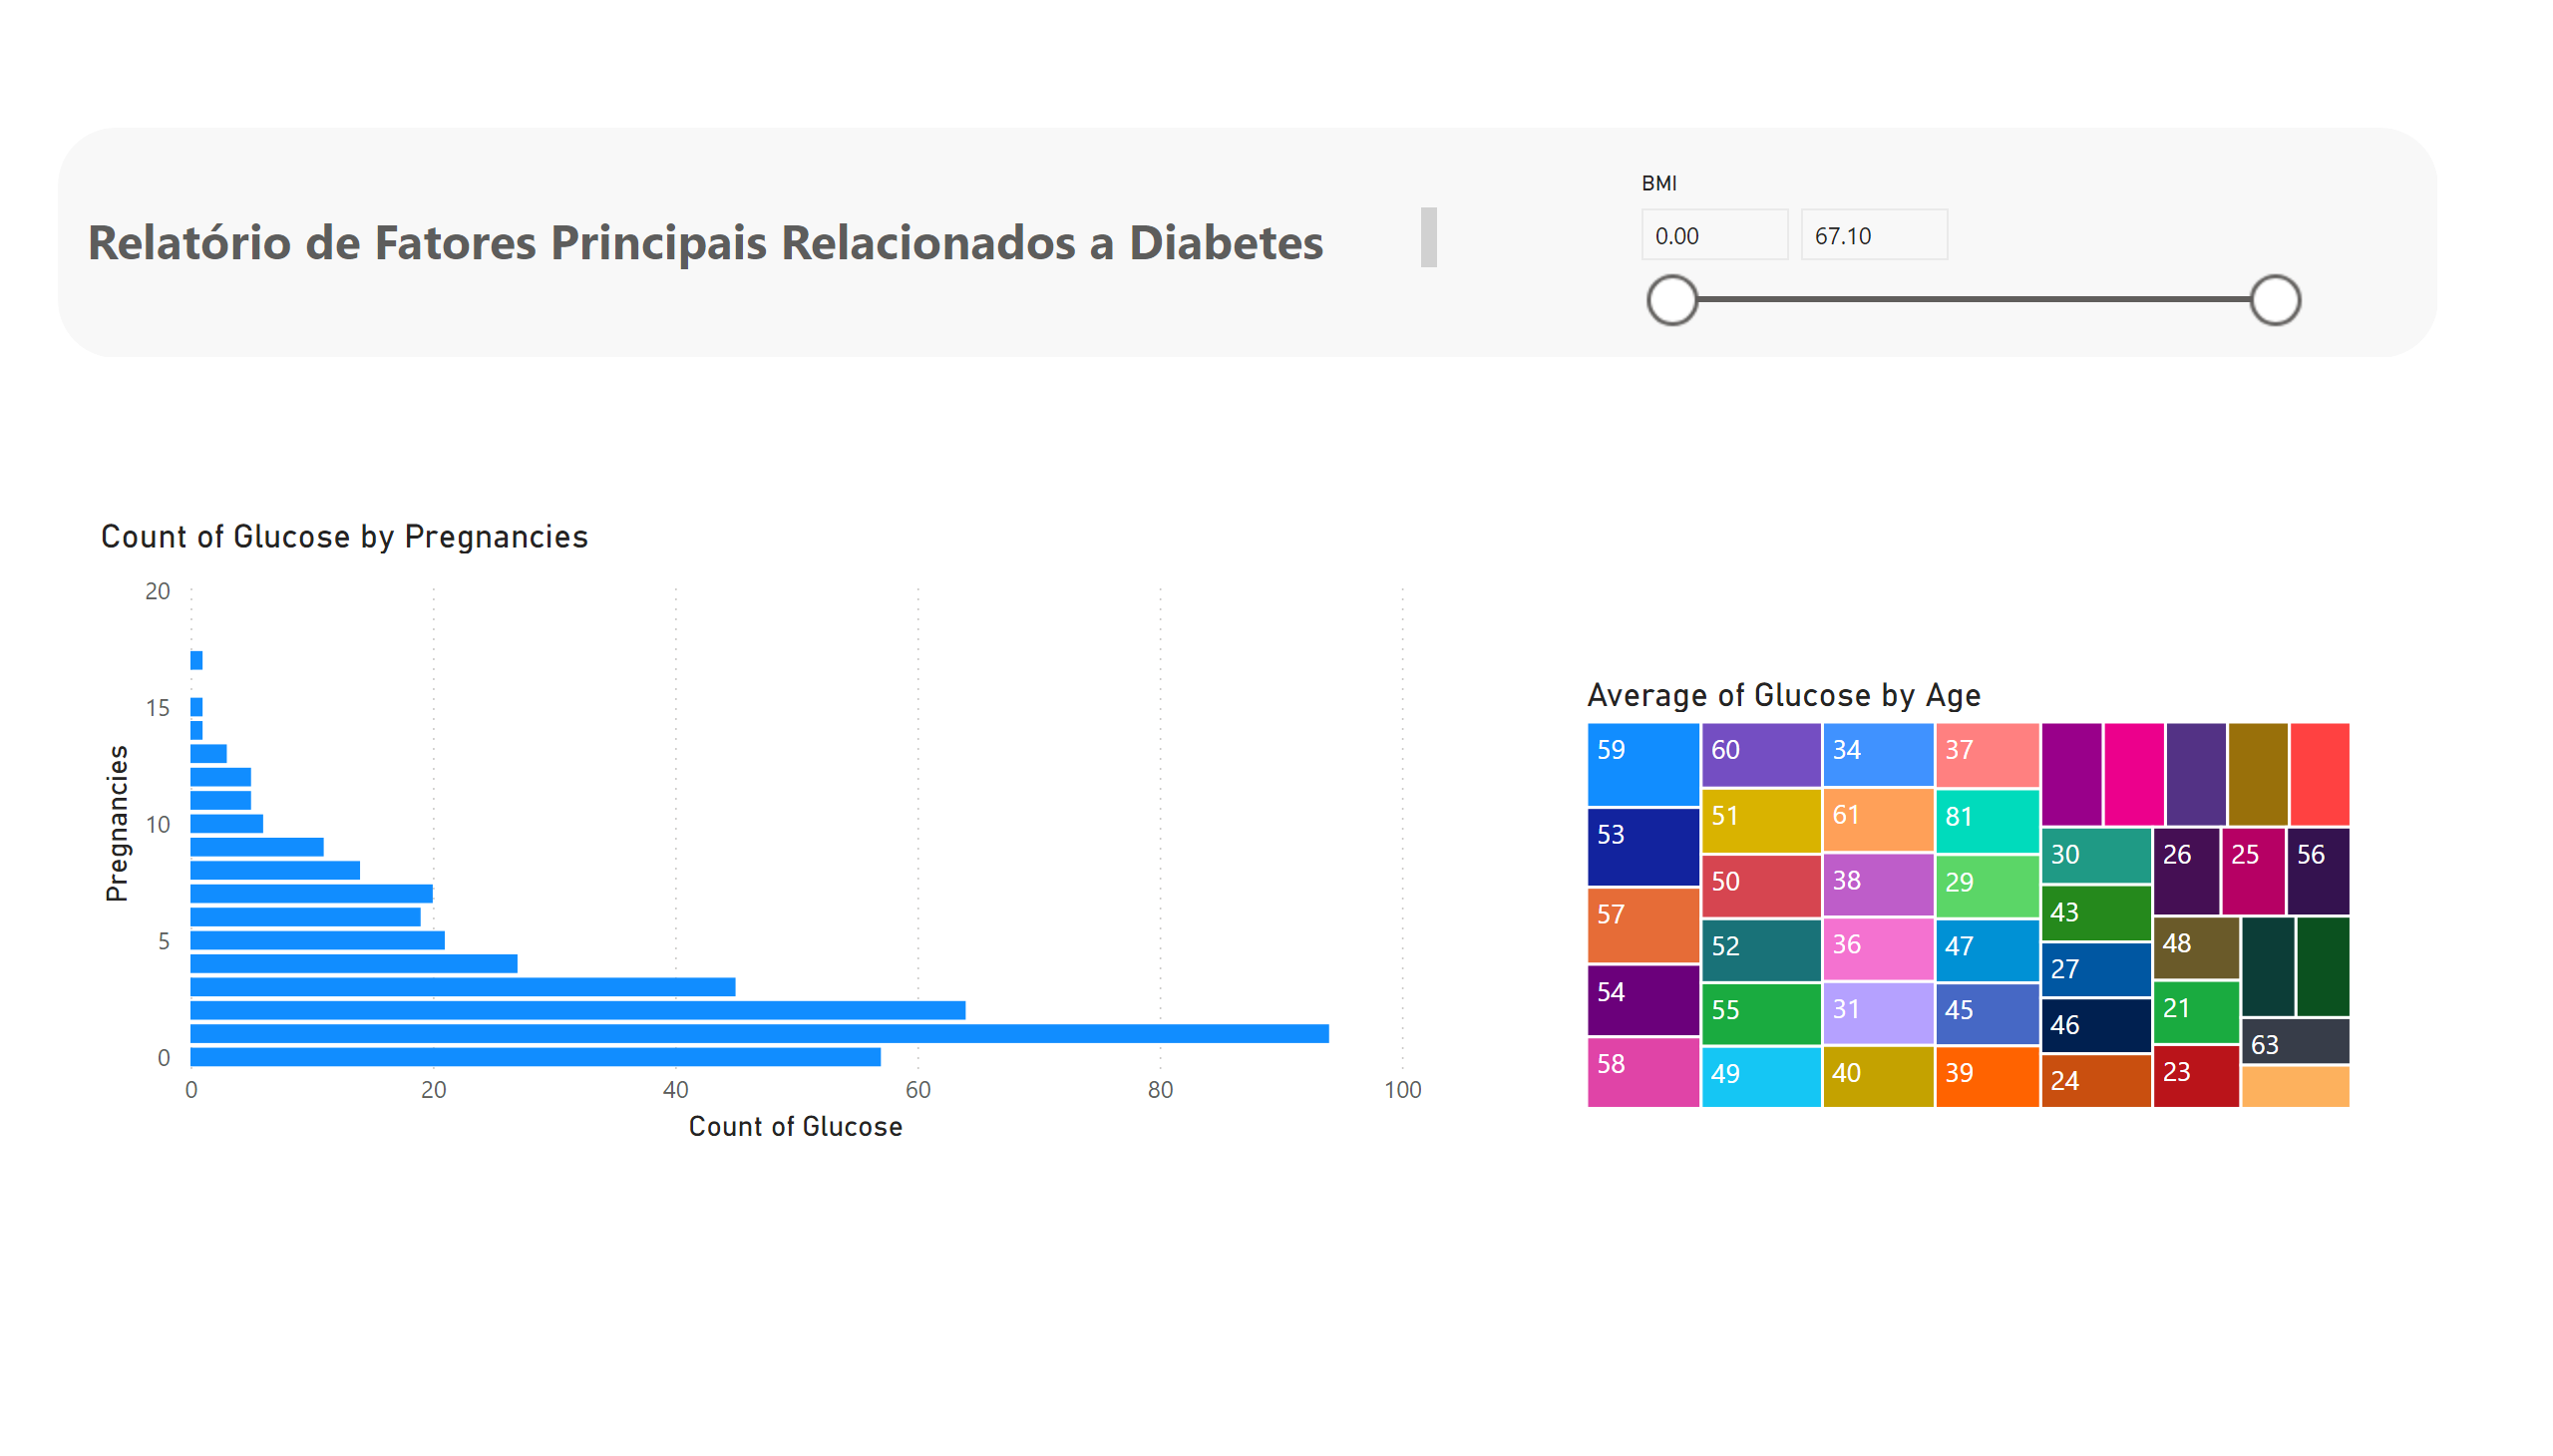 Relatório de Fatores Principais Relacionados a Diabetes
BMI
0.00 67.10
Count of Glucose by Pregnancies
20
15
10
5
0
Pregnancies
0 20 40 60 80 100
Count of Glucose
Average of Glucose by Age
59 60 34 37
53 51 61 81
57 50 38 29
54 52 36 47
58 55 31 45
49 40 39
30 26 25 56
43
27 48
46 21
24 23 63